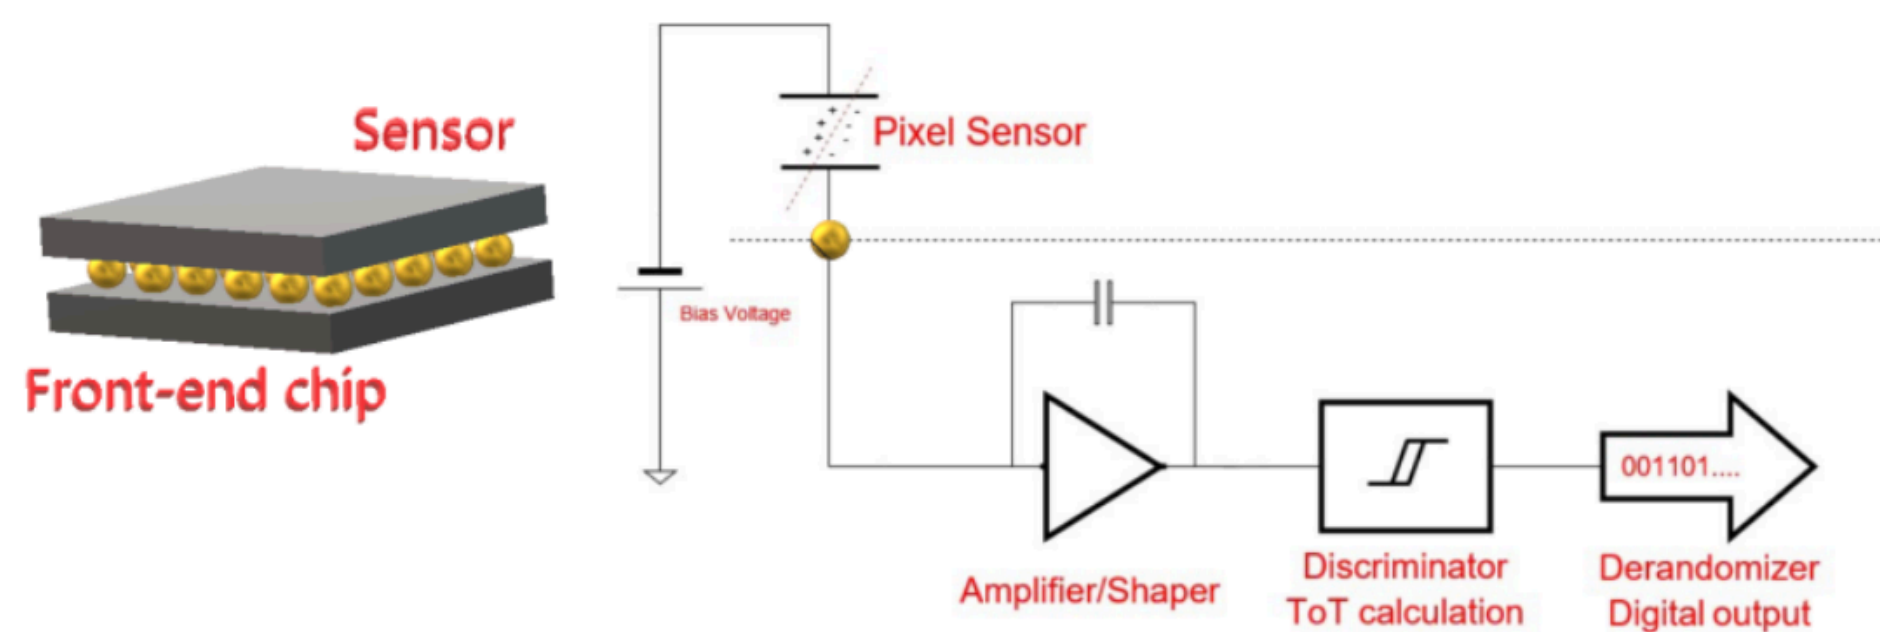 Sensor
Front-end chip
Pixel Sensor
Bias Voltage
Amplifier/Shaper
Discriminator
ToT calculation
001101....
Derandomizer
Digital output